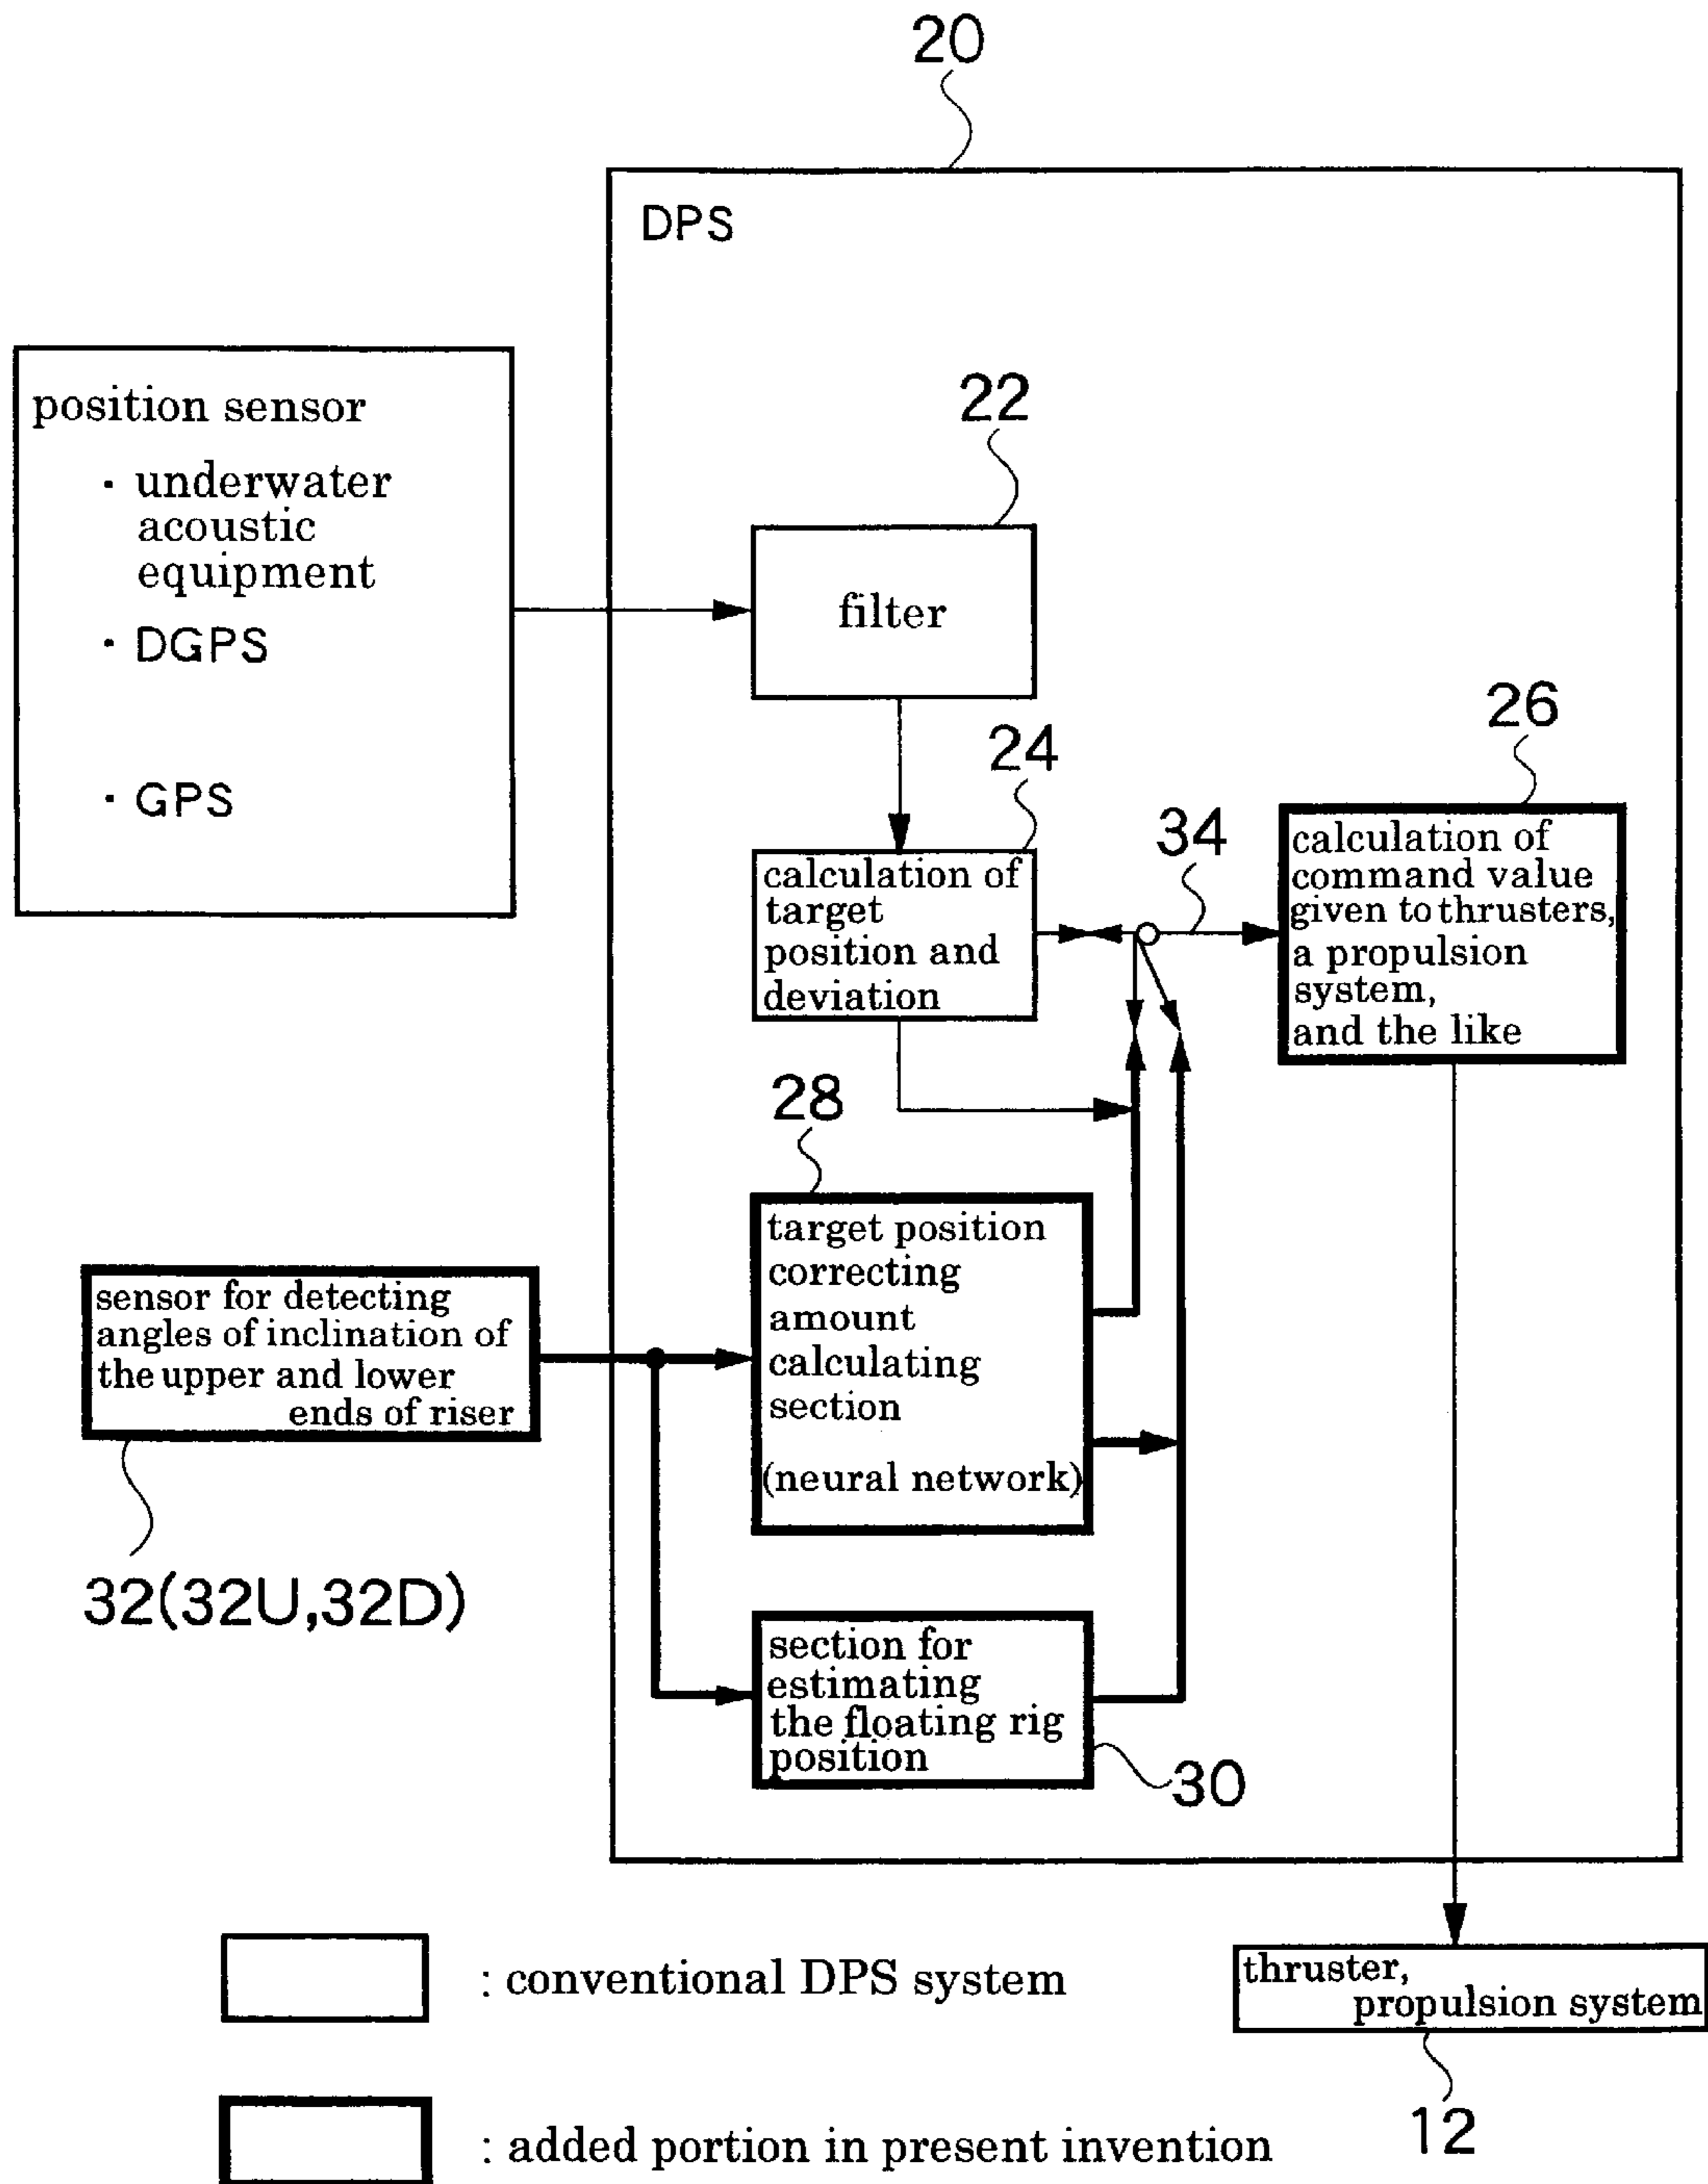 20
DPS
position sensor
· underwater
acoustic
equipment
· DGPS
· GPS
22
filter
24
calculation of
target
position and
deviation
34
26
calculation of
command value
given to thrusters,
a propulsion
system,
and the like
28
target position
correcting
amount
calculating
section
(neural network)
sensor for detecting
angles of inclination of
the upper and lower
ends of riser
32(32U,32D)
section for
estimating
the floating rig
position
30
: conventional DPS system
thruster,
propulsion system
12
: added portion in present invention